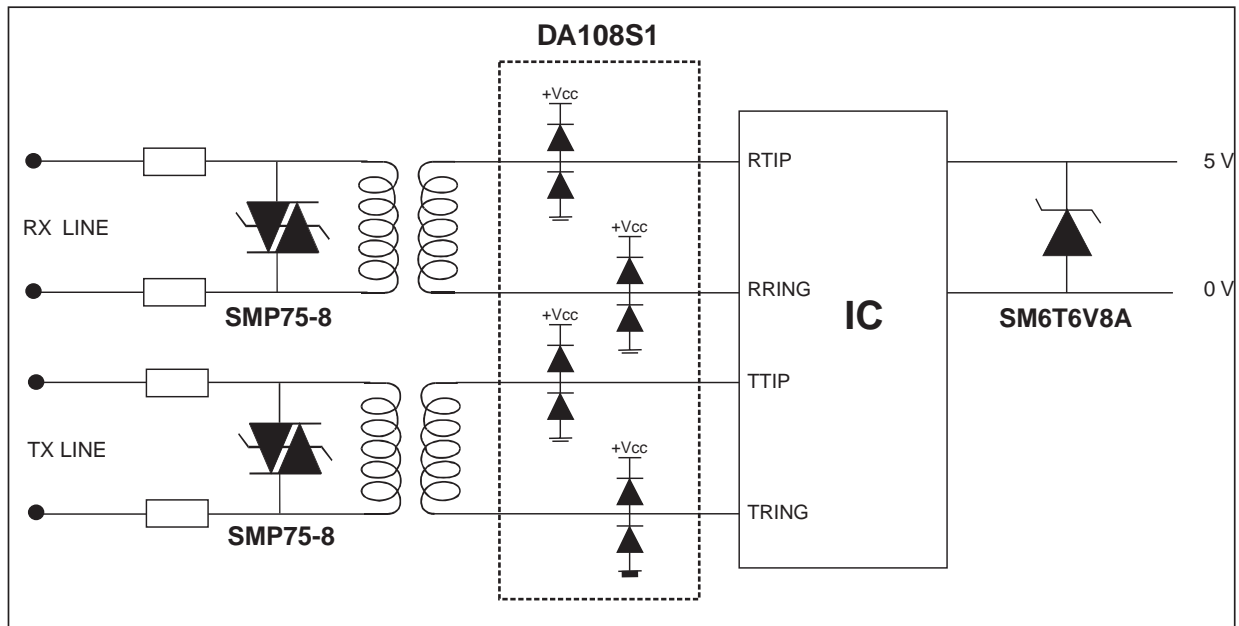 DA108S1
+Vcc
RTIP
5 V
RX LINE
+Vcc
RRING
0 V
SMP75-8
+Vcc
IC
SM6T6V8A
TTIP
TX LINE
+Vcc
TRING
SMP75-8